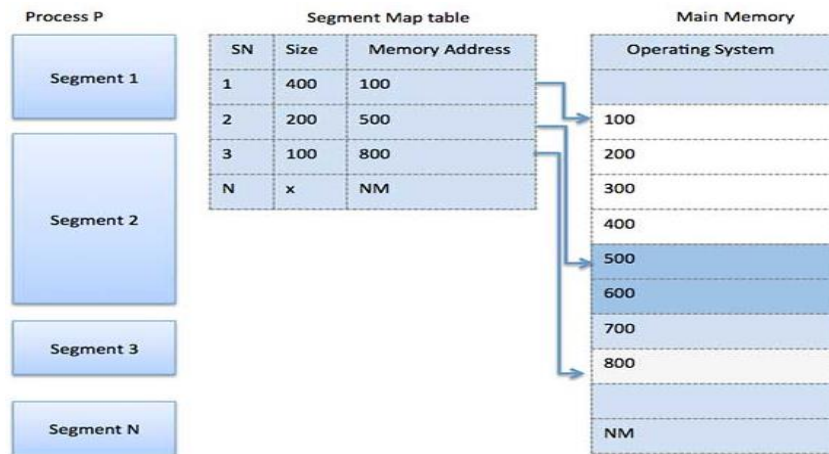 Process P
Segment 1
Segment 2
Segment 3
Segment N
Segment Map table
SN Size Memory Address
1 400 100
2 200 500
3 100 800
N x NM
Main Memory
Operating System
100
200
300
400
500
600
700
800
NM